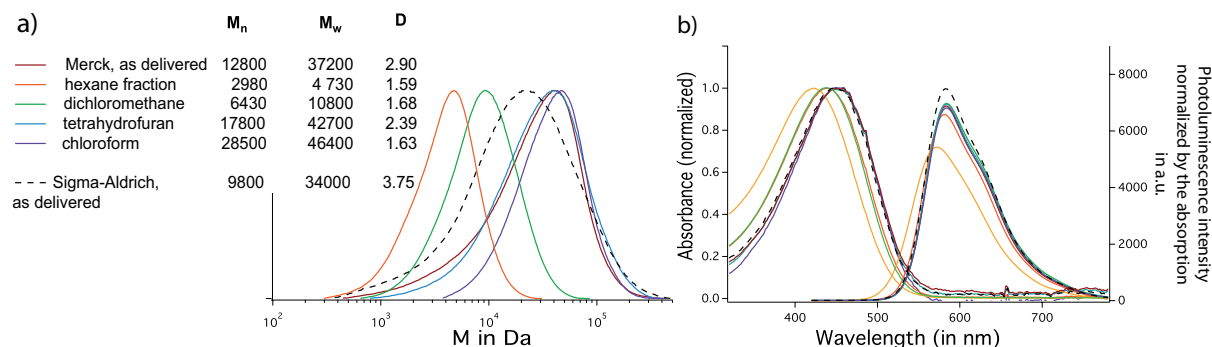 a)
M_n M_w D
Merck, as delivered 12800 37200 2.90
hexane fraction 2980 4 730 1.59
dichloromethane 6430 10800 1.68
tetrahydrofuran 17800 42700 2.39
chloroform 28500 46400 1.63
Sigma-Aldrich, 9800 34000 3.75
as delivered
10^2 10^3 10^4 10^5
M in Da
b)
Absorbance (normalized)
1.0
0.8
0.6
0.4
0.2
0.0
400 500 600 700
Wavelength (in nm)
8000
6000
4000
2000
0
Photoluminescence intensity
normalized by the absorption
in a.u.